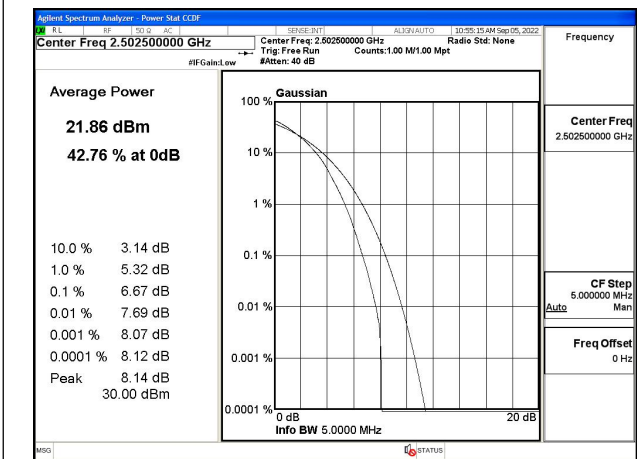 Agilent Spectrum Analyzer - Power Stat CCDF
RL RF 50 Ω AC SENSE:INT ALIGN AUTO 10:55:15 AM Sep 05, 2022
Center Freq 2.502500000 GHz
Center Freq: 2.502500000 GHz Radio Std: None
Trig: Free Run Counts:1.00 M/1.00 Mpt
#IFGain:Low #Atten: 40 dB
Frequency
Average Power
21.86 dBm
42.76 % at 0dB
10.0 % 3.14 dB
1.0 % 5.32 dB
0.1 % 6.67 dB
0.01 % 7.69 dB
0.001 % 8.07 dB
0.0001 % 8.12 dB
Peak 8.14 dB
30.00 dBm
Gaussian
100 %
10 %
1 %
0.1 %
0.01 %
0.001 %
0.0001 %
0 dB 20 dB
Info BW 5.0000 MHz
Center Freq
2.502500000 GHz
CF Step
5.000000 MHz
Auto Man
Freq Offset
0 Hz
MSG STATUS